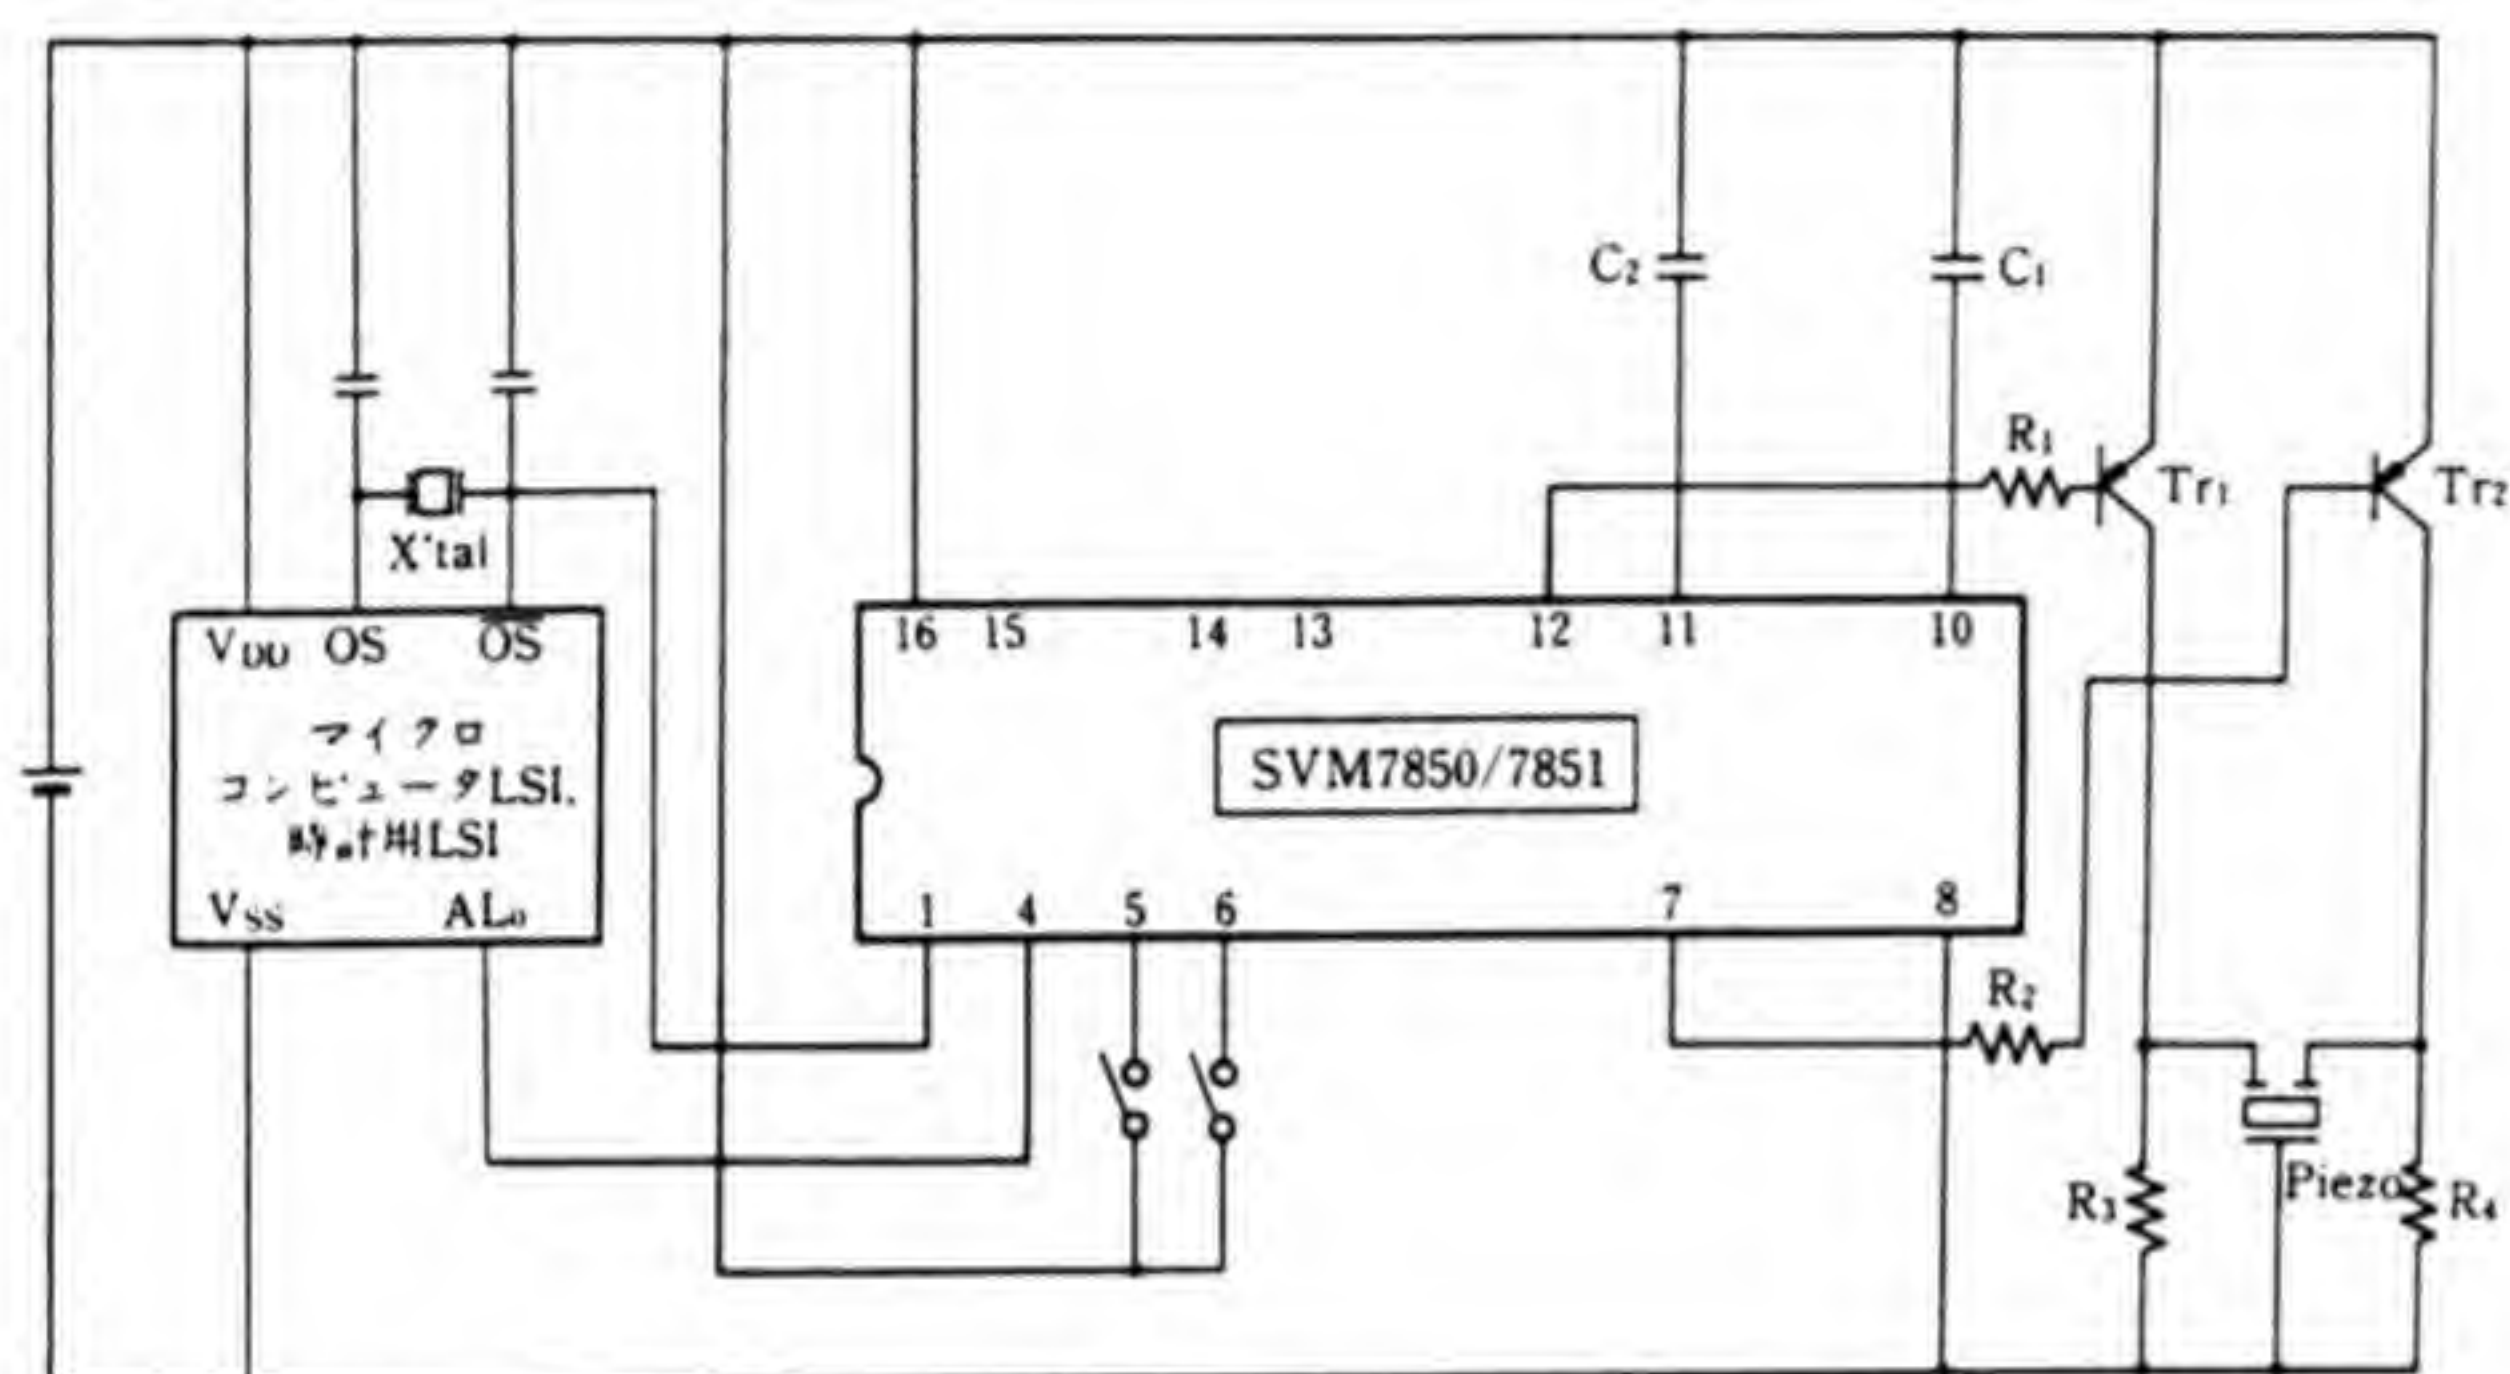 C₂
C₁
R₁
Tr₁
Tr₂
X'tal
V_DD OS O̅S̅
マイクロ
コンピュータLSI.
時計用LSI
V_SS AL₀
16 15 14 13 12 11 10
SVM7850/7851
1 4 5 6 7 8
R₂
Piezo
R₃
R₄